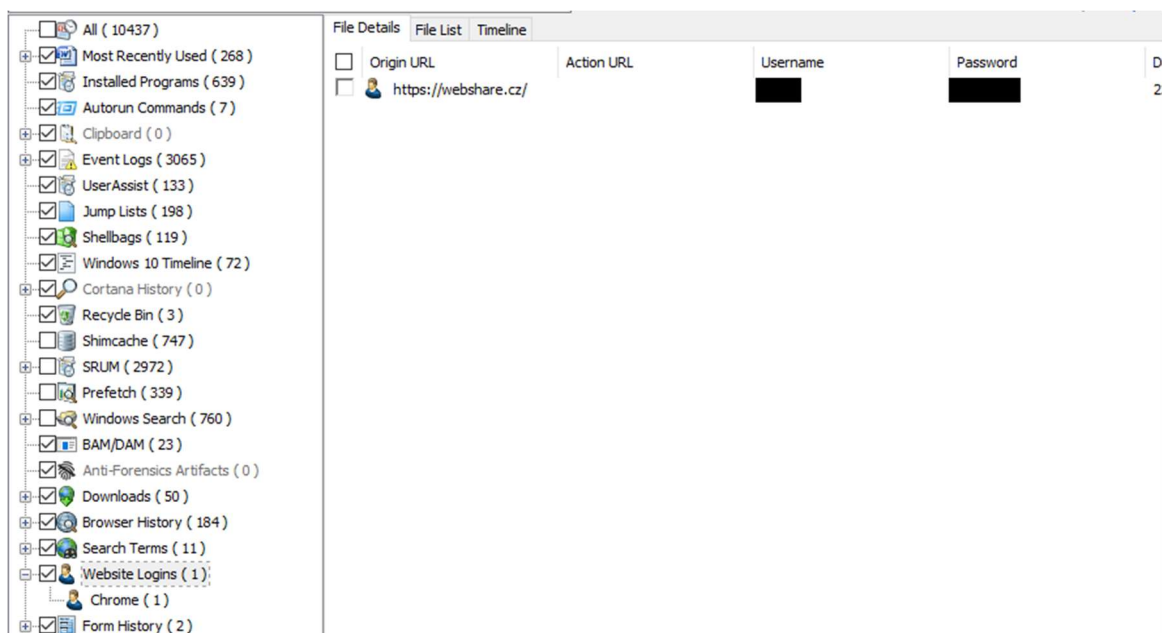 All ( 10437 )
Most Recently Used ( 268 )
Installed Programs ( 639 )
Autorun Commands ( 7 )
Clipboard ( 0 )
Event Logs ( 3065 )
UserAssist ( 133 )
Jump Lists ( 198 )
Shellbags ( 119 )
Windows 10 Timeline ( 72 )
Cortana History ( 0 )
Recycle Bin ( 3 )
Shimcache ( 747 )
SRUM ( 2972 )
Prefetch ( 339 )
Windows Search ( 760 )
BAM/DAM ( 23 )
Anti-Forensics Artifacts ( 0 )
Downloads ( 50 )
Browser History ( 184 )
Search Terms ( 11 )
Website Logins ( 1 )
Chrome ( 1 )
Form History ( 2 )
File Details File List Timeline
Origin URL Action URL Username Password D
https://webshare.cz/ 2